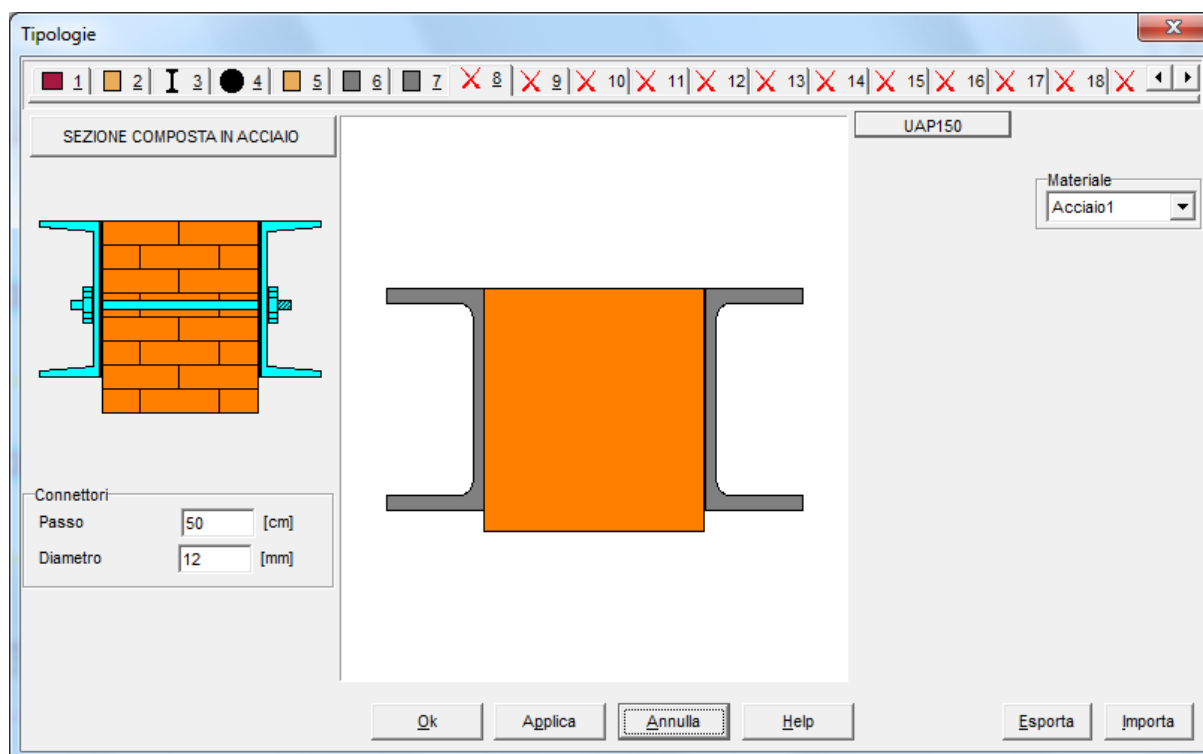 Tipologie
1 2 3 4 5 6 7 8 9 10 11 12 13 14 15 16 17 18
SEZIONE COMPOSTA IN ACCIAIO
UAP150
Materiale
Acciaio1
Connettori
Passo 50 [cm]
Diametro 12 [mm]
Ok Applica Annulla Help Esporta Importa